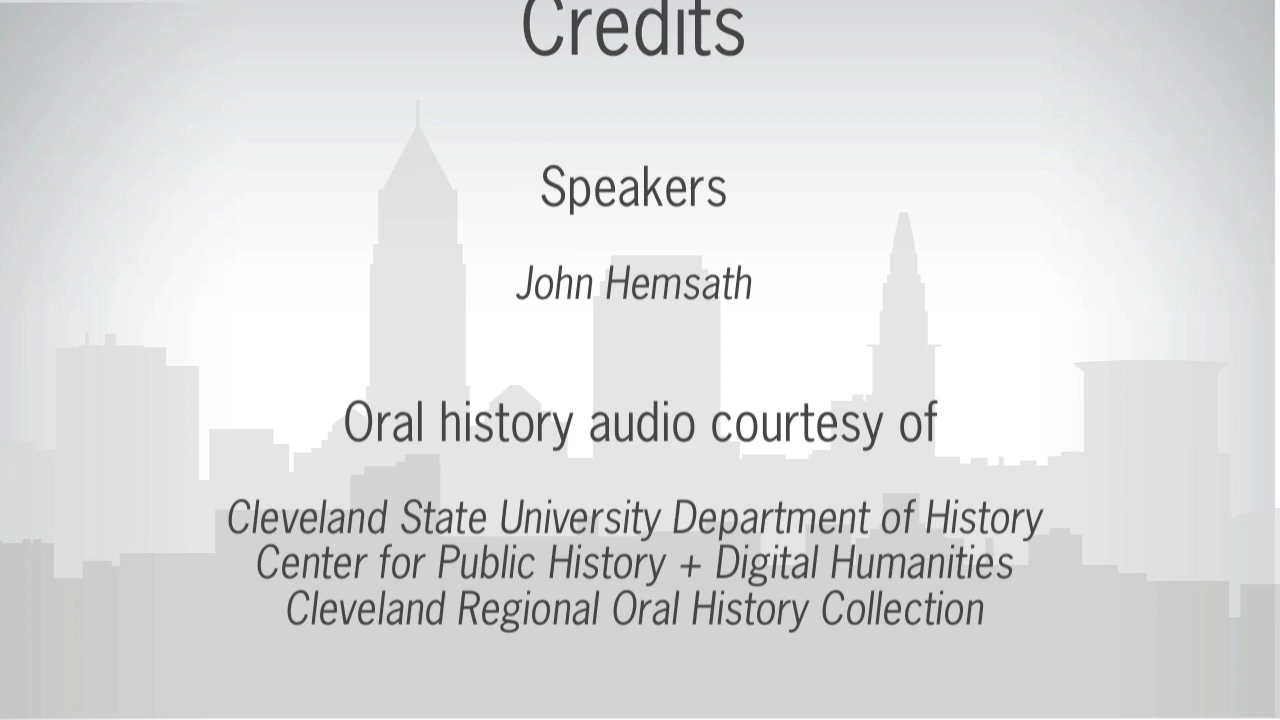 Credits
Speakers
John Hemsath
Oral history audio courtesy of
Cleveland State University Department of History
Center for Public History + Digital Humanities
Cleveland Regional Oral History Collection